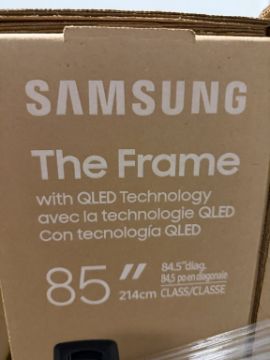 SAMSUNG
The Frame
with QLED Technology
avec la technologie QLED
Con tecnología QLED
85" 84.5" diag.
84,5 po en diagonale
214cm CLASS/CLASSE